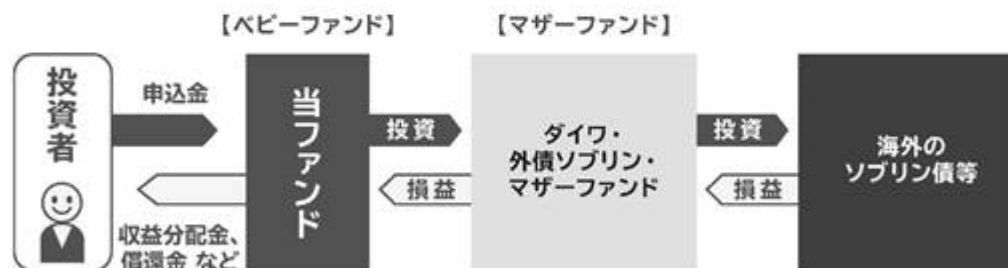 【ベビーファンド】
【マザーファンド】
投資者
申込金
収益分配金、
償還金 など
当ファンド
投資
損益
ダイワ・
外債ソブリン・
マザーファンド
投資
損益
海外の
ソブリン債等